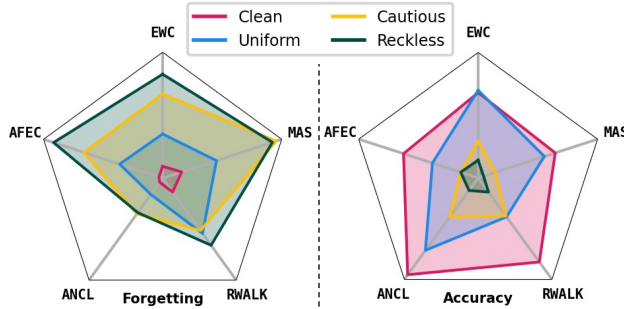 Clean Cautious
Uniform Reckless
EWC EWC
AFEC MAS AFEC MAS
ANCL Forgetting RWALK ANCL Accuracy RWALK